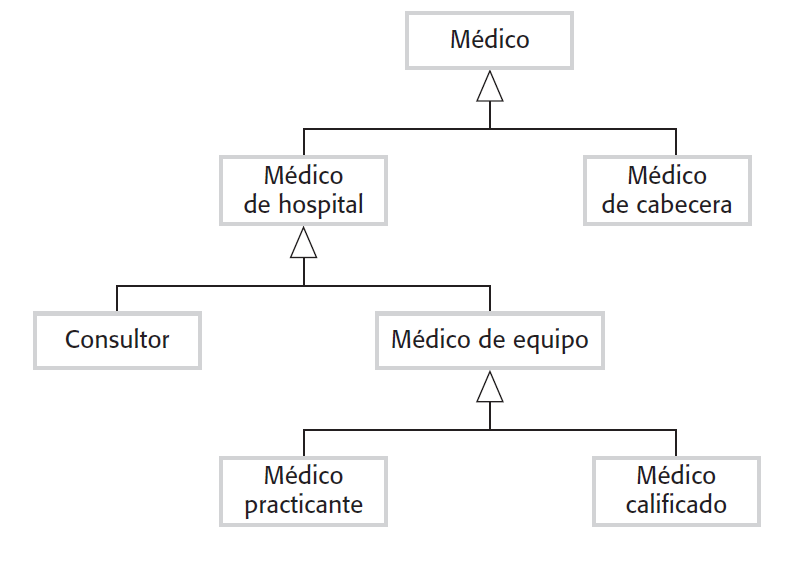 Médico
Médico
de hospital
Médico
de cabecera
Consultor
Médico de equipo
Médico
practicante
Médico
calificado